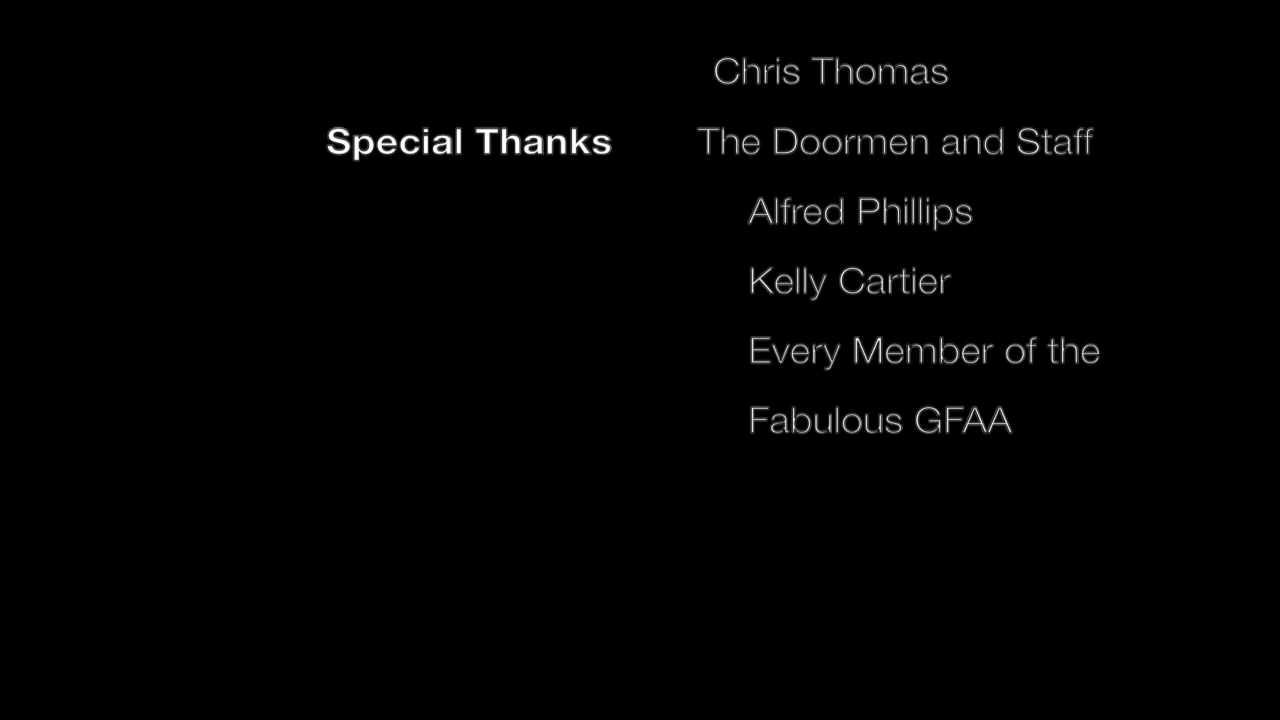 Chris Thomas
Special Thanks The Doormen and Staff
Alfred Phillips
Kelly Cartier
Every Member of the
Fabulous GFAA